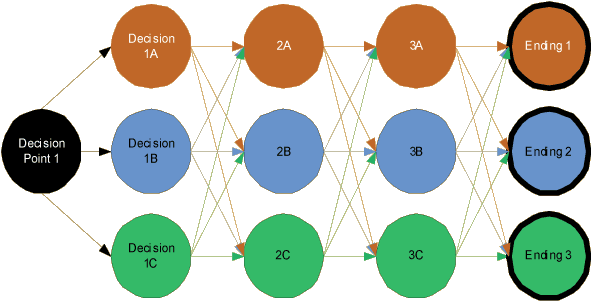 Decision
1A
2A
3A
Ending 1
Decision
Point 1
Decision
1B
2B
3B
Ending 2
Decision
1C
2C
3C
Ending 3